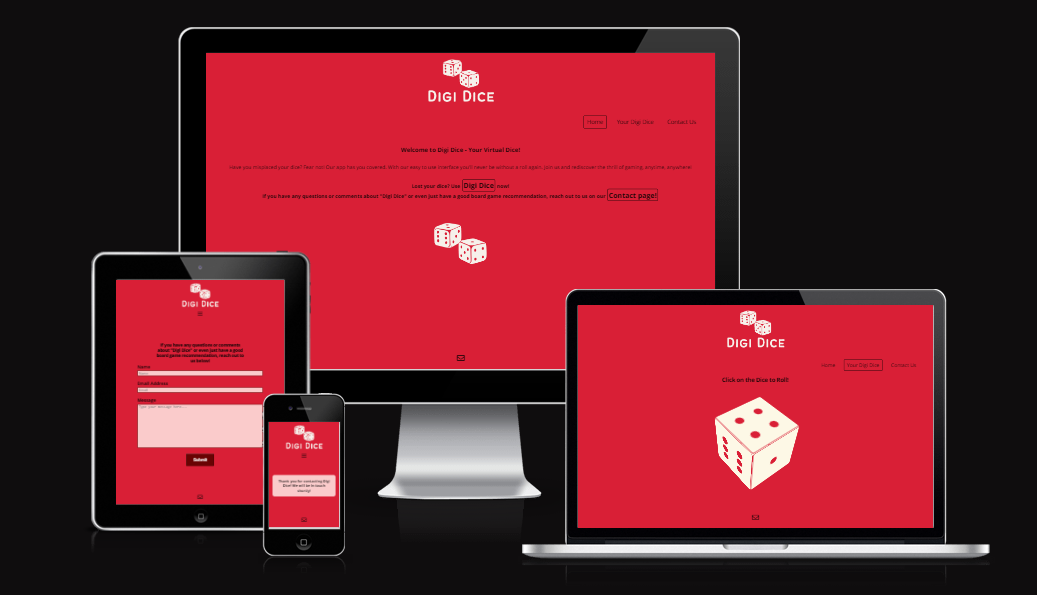 DIGI DICE
Home Your Digi Dice Contact Us
Welcome to Digi Dice - Your Virtual Dice!
Have you misplaced your dice? Fear not! Our app has you covered. With our easy to use interface you'll never be without a roll again. Join us and rediscover the thrill of gaming, anytime, anywhere!
Lost your dice? Use Digi Dice now!
If you have any questions or comments about "Digi Dice" or even just have a good board game recommendation, reach out to us on our Contact page!
DIGI DICE
If you have any questions or comments
about "Digi Dice" or even just have a good
board game recommendation, reach out to
us below!
Name
Email Address
Message
Type your message here...
Submit
DIGI DICE
Thank you for contacting Digi
Dice! We will be in touch
shortly!
DIGI DICE
Home Your Digi Dice Contact Us
Click on the Dice to Roll!